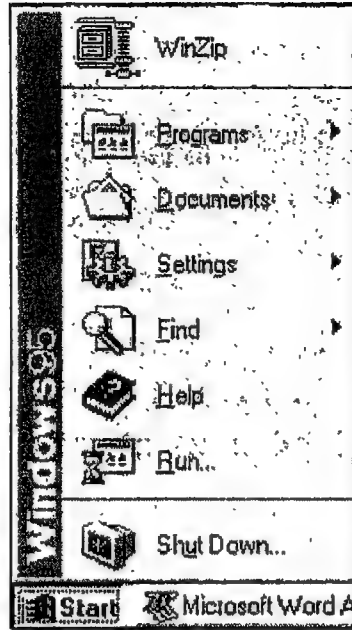 WinZip
Programs
Documents
Settings
Find
Help
Run...
Shut Down...
Windows95
Start Microsoft Word A